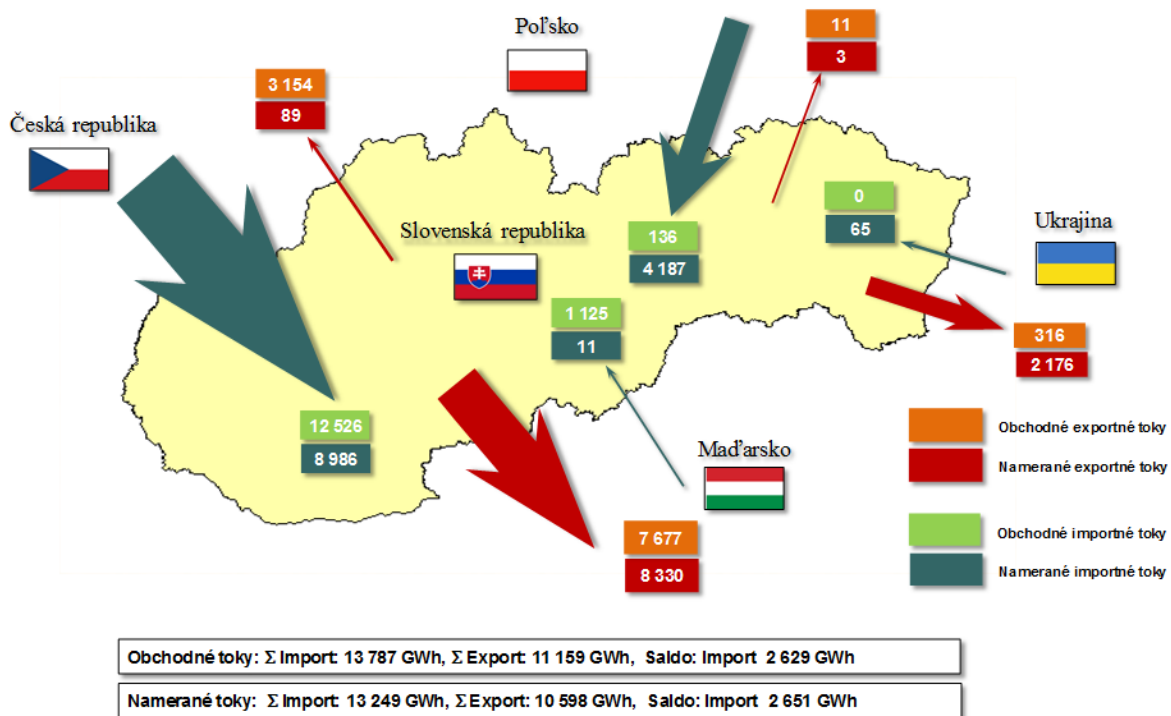 Poľsko
11
3
3 154
89
Česká republika
0
65
Ukrajina
Slovenská republika
136
4 187
1 125
11
316
2 176
12 526
8 986
Maďarsko
7 677
8 330
Obchodné exportné toky
Namerané exportné toky
Obchodné importné toky
Namerané importné toky
Obchodné toky: Σ Import: 13 787 GWh, Σ Export: 11 159 GWh, Saldo: Import 2 629 GWh
Namerané toky: Σ Import: 13 249 GWh, Σ Export: 10 598 GWh, Saldo: Import 2 651 GWh